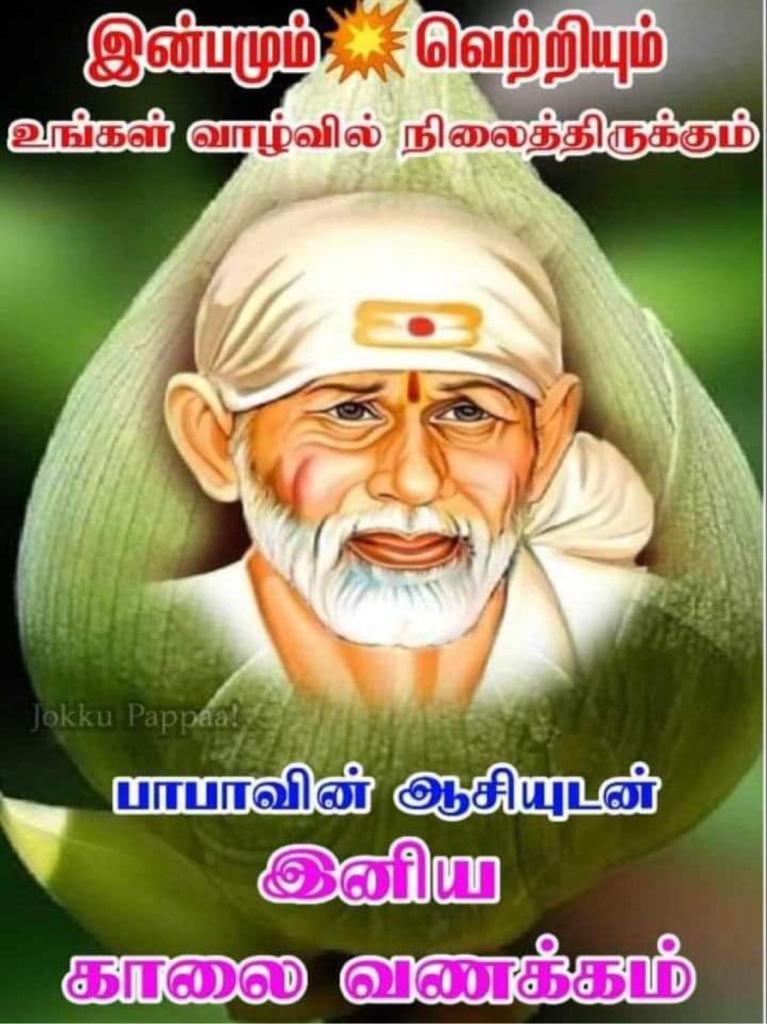 இன்பமும் வெற்றியும்
உங்கள் வாழ்வில் நிலைத்திருக்கும்
Jokku Pappaa!
பாபாவின் ஆசியுடன்
இனிய
காலை வணக்கம்